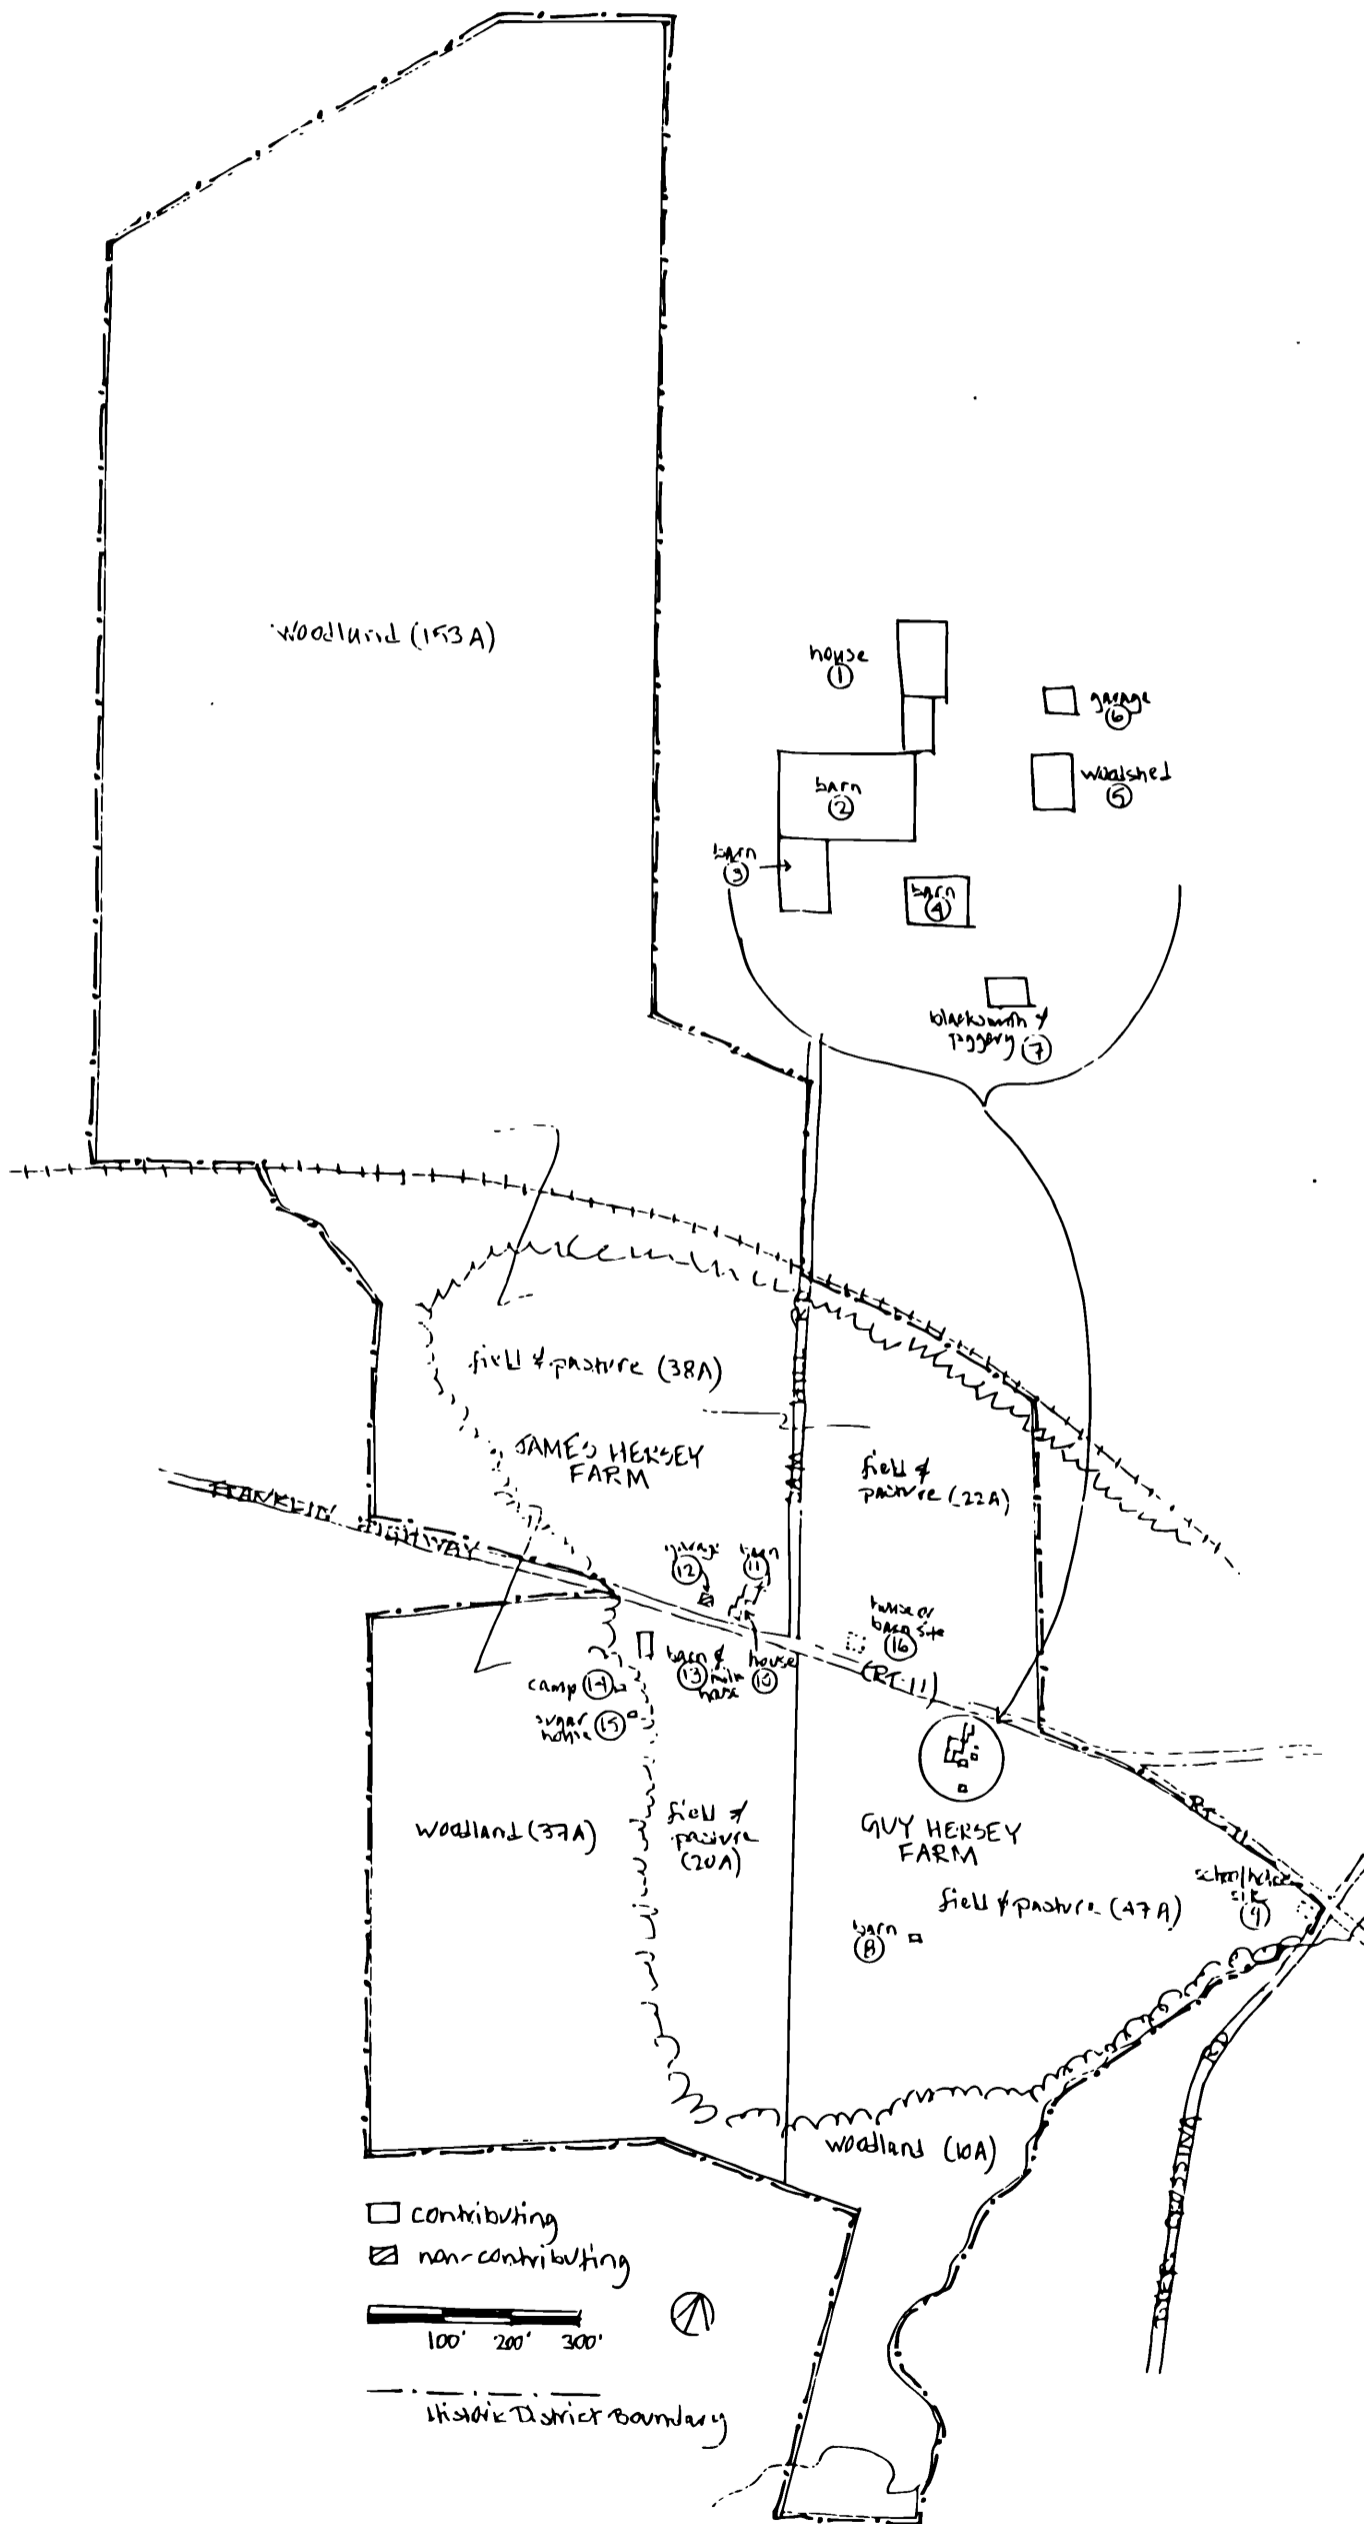 woodland (153A)
house
1
garage
6
barn
2
woodshed
5
barn
3
barn
4
blacksmith &
piggery 7
field & pasture (38A)
JAMES HERSEY
FARM
field &
pasture (22A)
FRANKLIN HIGHWAY
garage
12
barn
11
house or
barn site
16
barn &
13 milk
house
house
10
(RT 11)
camp 14
sugar
house 15
woodland (37A)
field &
pasture
(20A)
GUY HERSEY
FARM
RT 11
schoolhouse
site
9
field & pasture (47A)
barn
8
RD
CROSSING
woodland (10A)
contributing
non-contributing
100' 200' 300'
Historic District Boundary